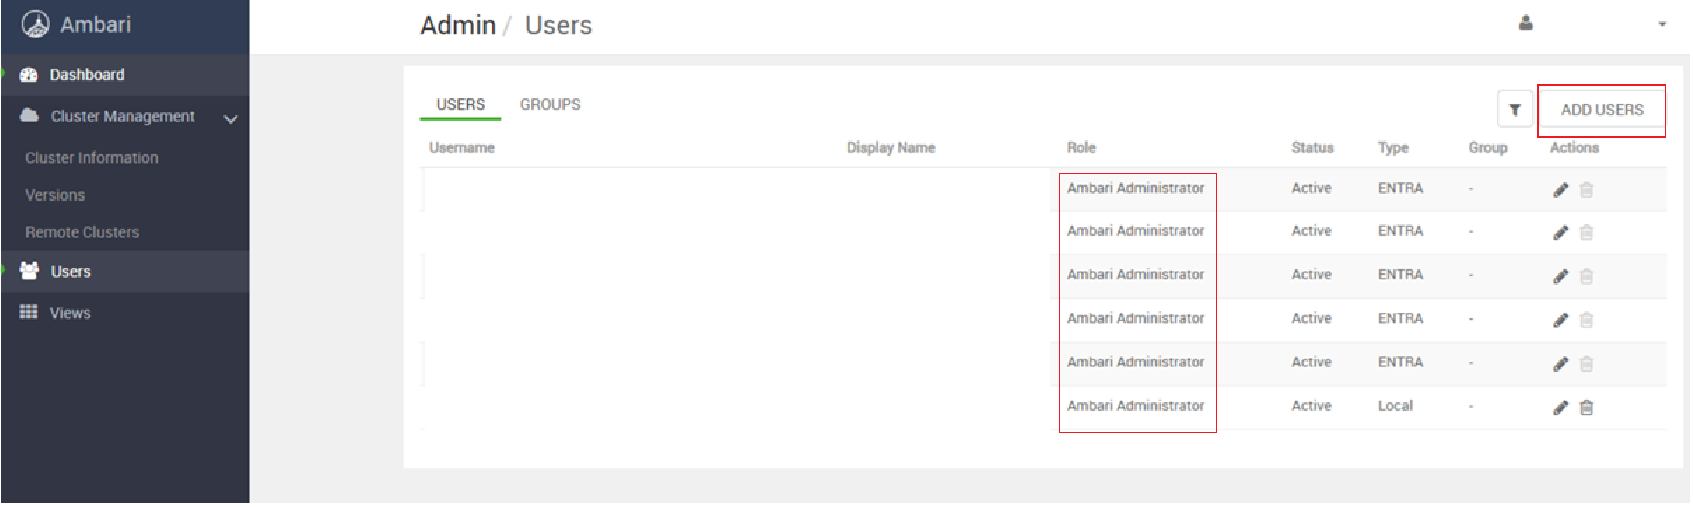 Ambari
Admin / Users
Dashboard
Cluster Management
Cluster Information
Versions
Remote Clusters
Users
Views
USERS GROUPS
ADD USERS
Username Display Name Role Status Type Group Actions
Ambari Administrator Active ENTRA -
Ambari Administrator Active ENTRA -
Ambari Administrator Active ENTRA -
Ambari Administrator Active ENTRA -
Ambari Administrator Active ENTRA -
Ambari Administrator Active Local -